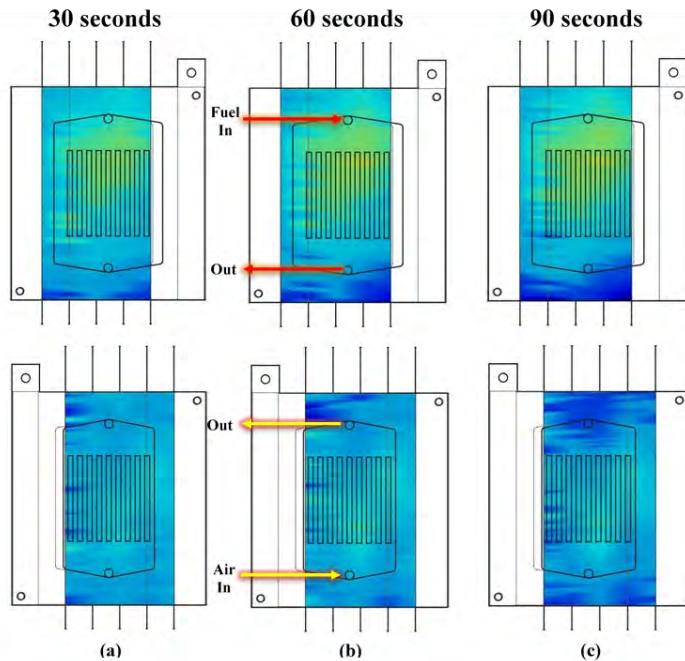 30 seconds
60 seconds
90 seconds
Fuel
In
Out
Out
Air
In
(a)
(b)
(c)